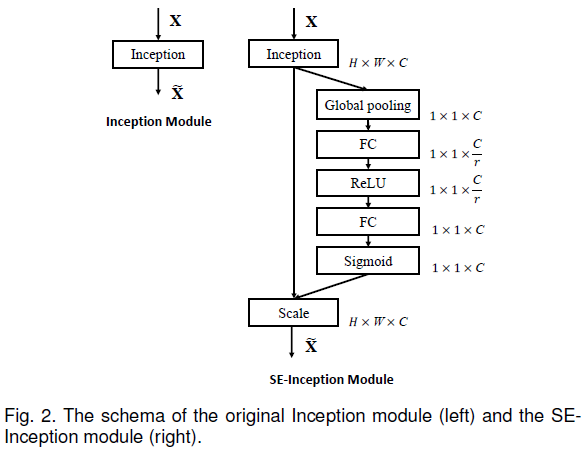 X
Inception
X̃
Inception Module
X
Inception
H × W × C
Global pooling
1 × 1 × C
FC
1 × 1 × C/r
ReLU
1 × 1 × C/r
FC
1 × 1 × C
Sigmoid
1 × 1 × C
Scale
H × W × C
X̃
SE-Inception Module
Fig. 2. The schema of the original Inception module (left) and the SE-
Inception module (right).